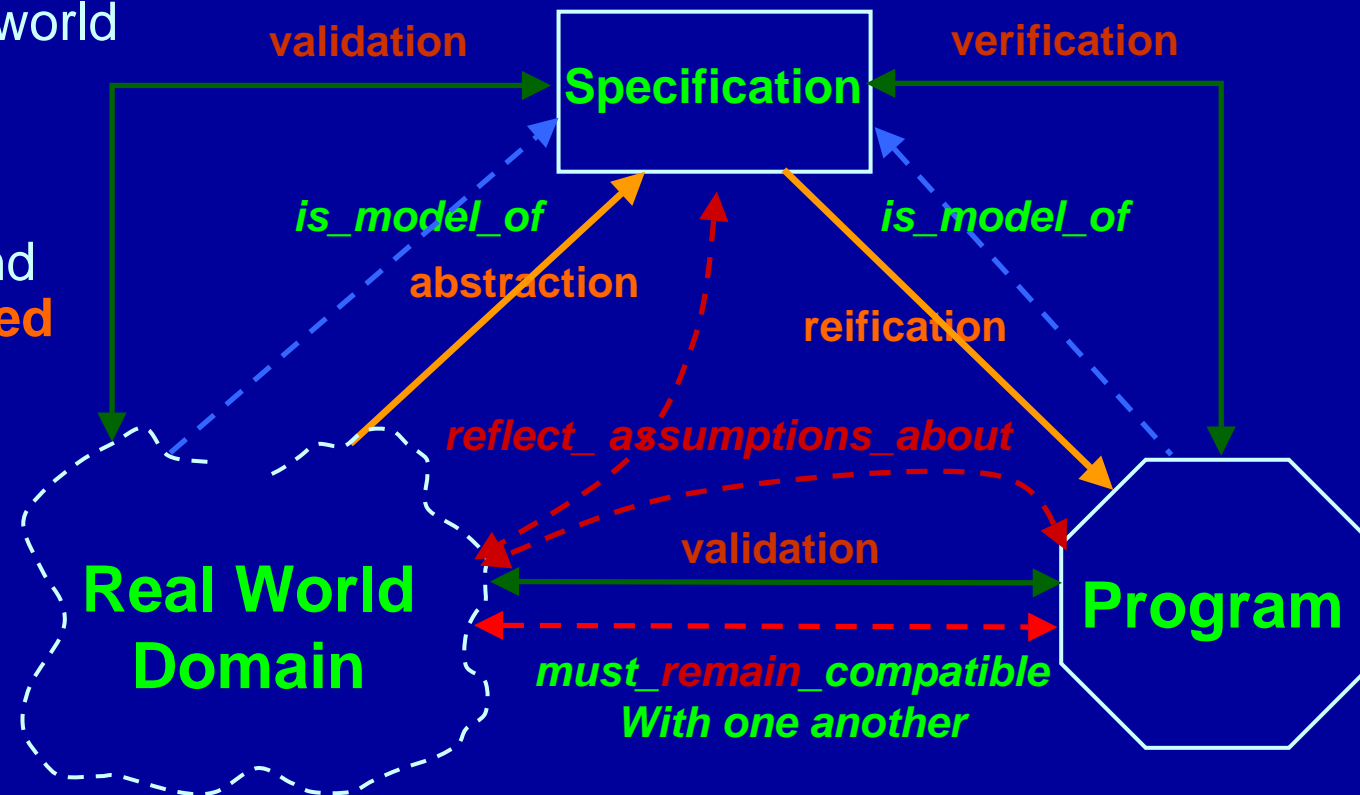 world
validation
verification
Specification
is_model_of
is_model_of
nd
abstraction
ed
reification
reflect_ assumptions_about
validation
Real World
Domain
Program
must_remain_compatible
With one another